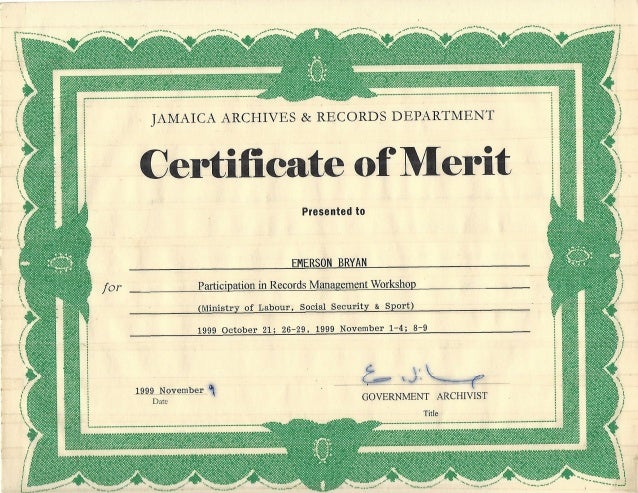 JAMAICA ARCHIVES & RECORDS DEPARTMENT
Certificate of Merit
Presented to
EMERSON BRYAN
for Participation in Records Management Workshop
(Ministry of Labour, Social Security & Sport)
1999 October 21; 26-29, 1999 November 1-4; 8-9
1999 November 9
Date
GOVERNMENT ARCHIVIST
Title